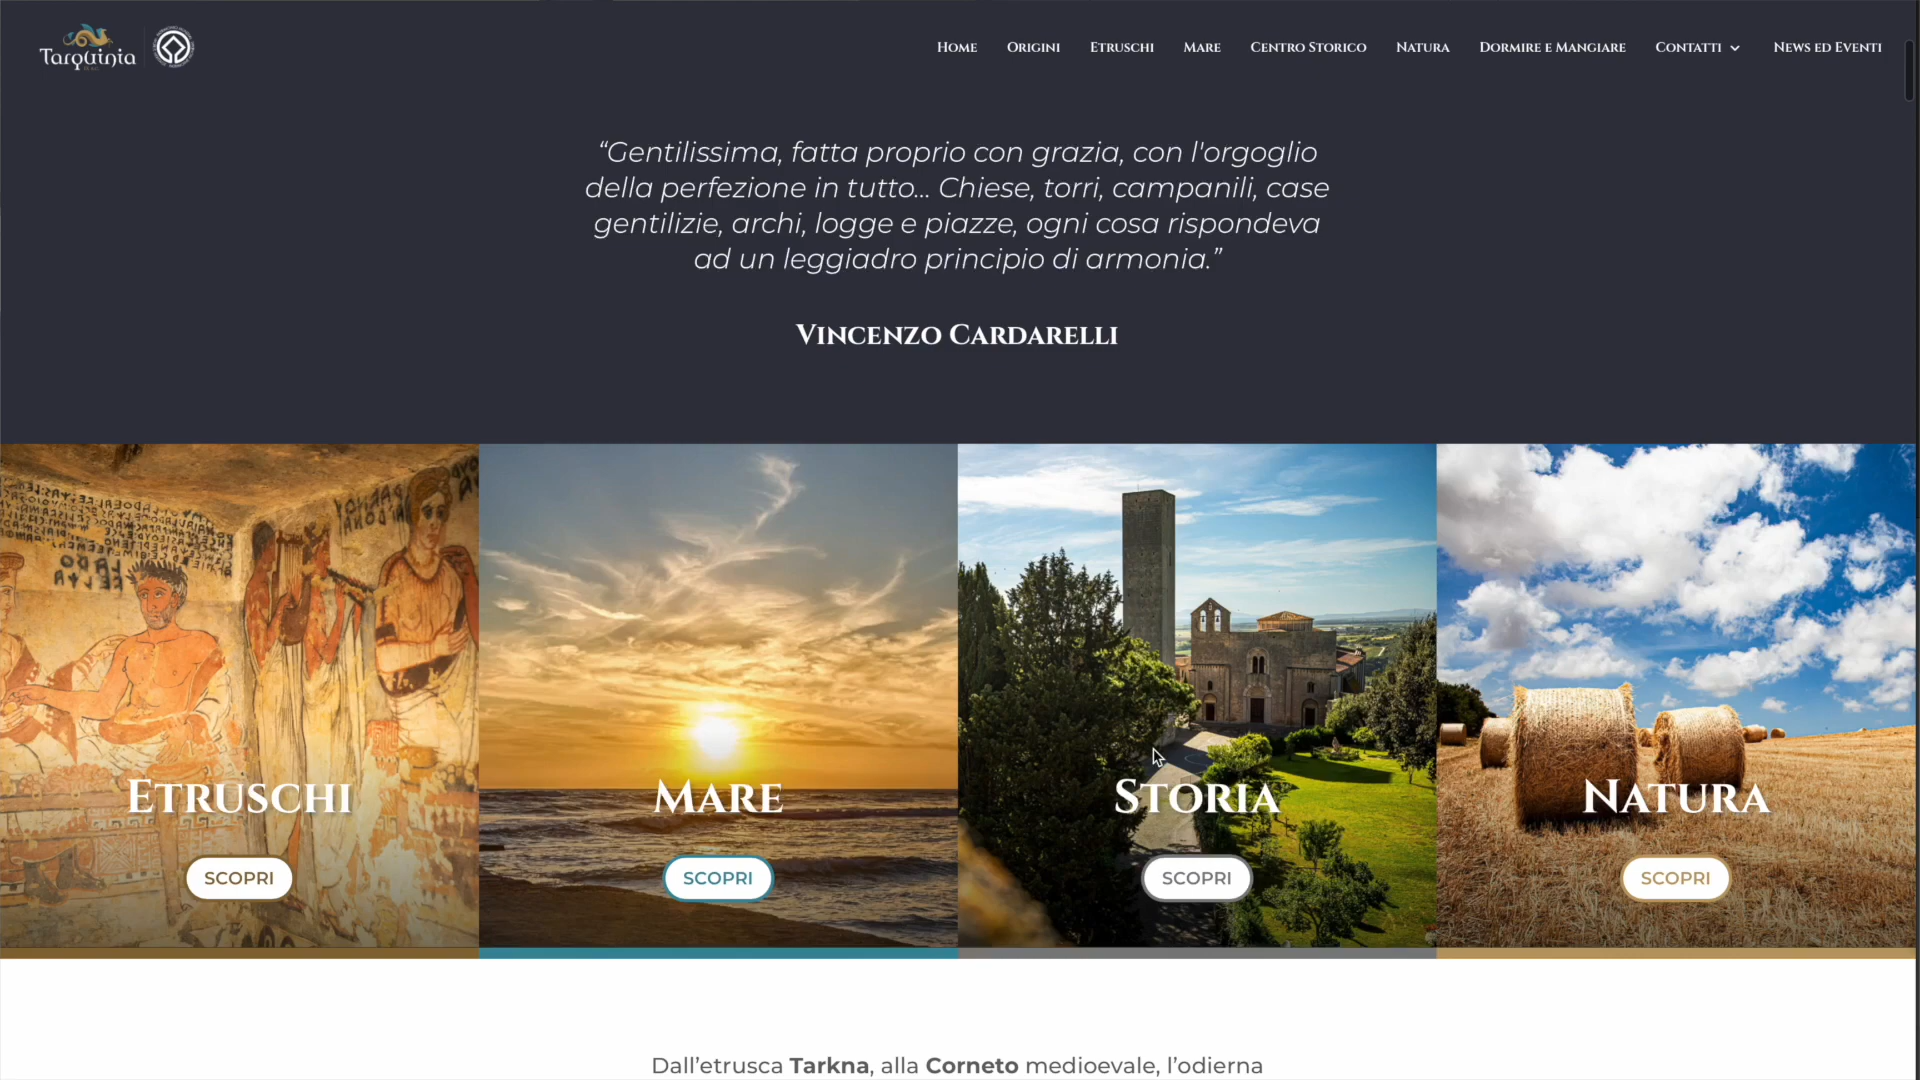 Tarquinia
Home
Origini
Etruschi
Mare
Centro Storico
Natura
Dormire e Mangiare
Contatti
News ed Eventi
“Gentilissima, fatta proprio con grazia, con l'orgoglio
della perfezione in tutto... Chiese, torri, campanili, case
gentilizie, archi, logge e piazze, ogni cosa rispondeva
ad un leggiadro principio di armonia.”
Vincenzo Cardarelli
Etruschi
Mare
Storia
Natura
SCOPRI
SCOPRI
SCOPRI
SCOPRI
Dall’etrusca Tarkna, alla Corneto medioevale, l’odierna